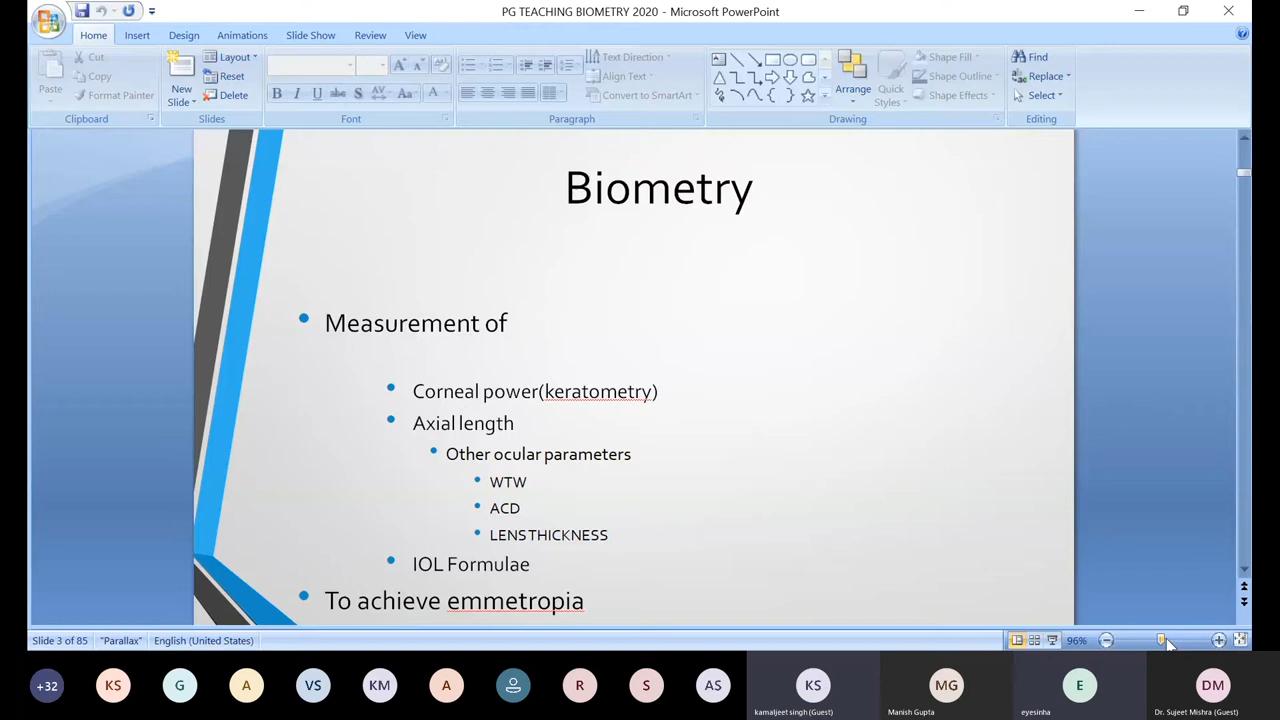 PG TEACHING BIOMETRY 2020 - Microsoft PowerPoint
Home Insert Design Animations Slide Show Review View
Cut
Copy
Format Painter
Paste
Clipboard
New
Slide
Layout
Reset
Delete
Slides
B I U abc S AV Aa A
Font
Text Direction
Align Text
Convert to SmartArt
Paragraph
Arrange
Quick
Styles
Shape Fill
Shape Outline
Shape Effects
Drawing
Find
Replace
Select
Editing
Biometry
Measurement of
Corneal power(keratometry)
Axial length
Other ocular parameters
WTW
ACD
LENS THICKNESS
IOL Formulae
To achieve emmetropia
Slide 3 of 85 "Parallax" English (United States) 96%
+32 KS G A VS KM A R S AS KS MG E DM
kamaljeet singh (Guest) Manish Gupta eyesinha Dr. Sujeet Mishra (Guest)